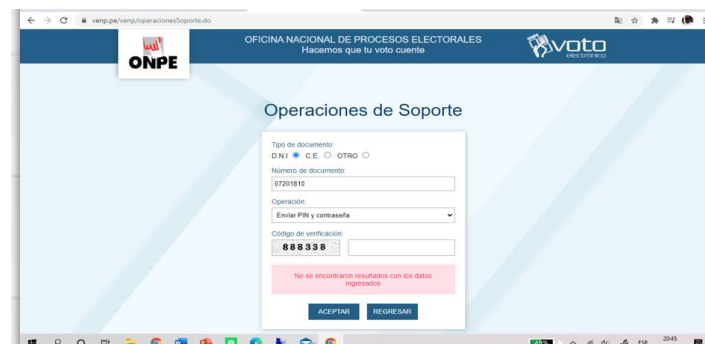 venp.pe/venp/operacionesSoporte.do
ONPE
OFICINA NACIONAL DE PROCESOS ELECTORALES
Hacemos que tu voto cuente
voto
electrónico
Operaciones de Soporte
Tipo de documento:
D.N.I C.E. OTRO
Número de documento:
07201810
Operación:
Enviar PIN y contraseña
Código de verificación:
888338
No se encontraron resultados con los datos
ingresados
ACEPTAR REGRESAR
ESP 20:45